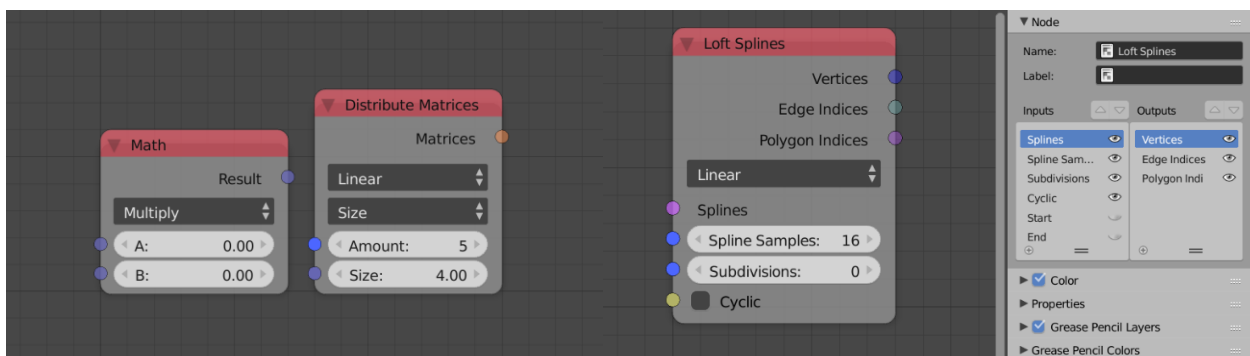 Math
Result
Multiply
A: 0.00
B: 0.00
Distribute Matrices
Matrices
Linear
Size
Amount: 5
Size: 4.00
Loft Splines
Vertices
Edge Indices
Polygon Indices
Linear
Splines
Spline Samples: 16
Subdivisions: 0
Cyclic
Node
Name: Loft Splines
Label:
Inputs Outputs
Splines Vertices
Spline Sam... Edge Indices
Subdivisions Polygon Indi
Cyclic
Start
End
Color
Properties
Grease Pencil Layers
Grease Pencil Colors